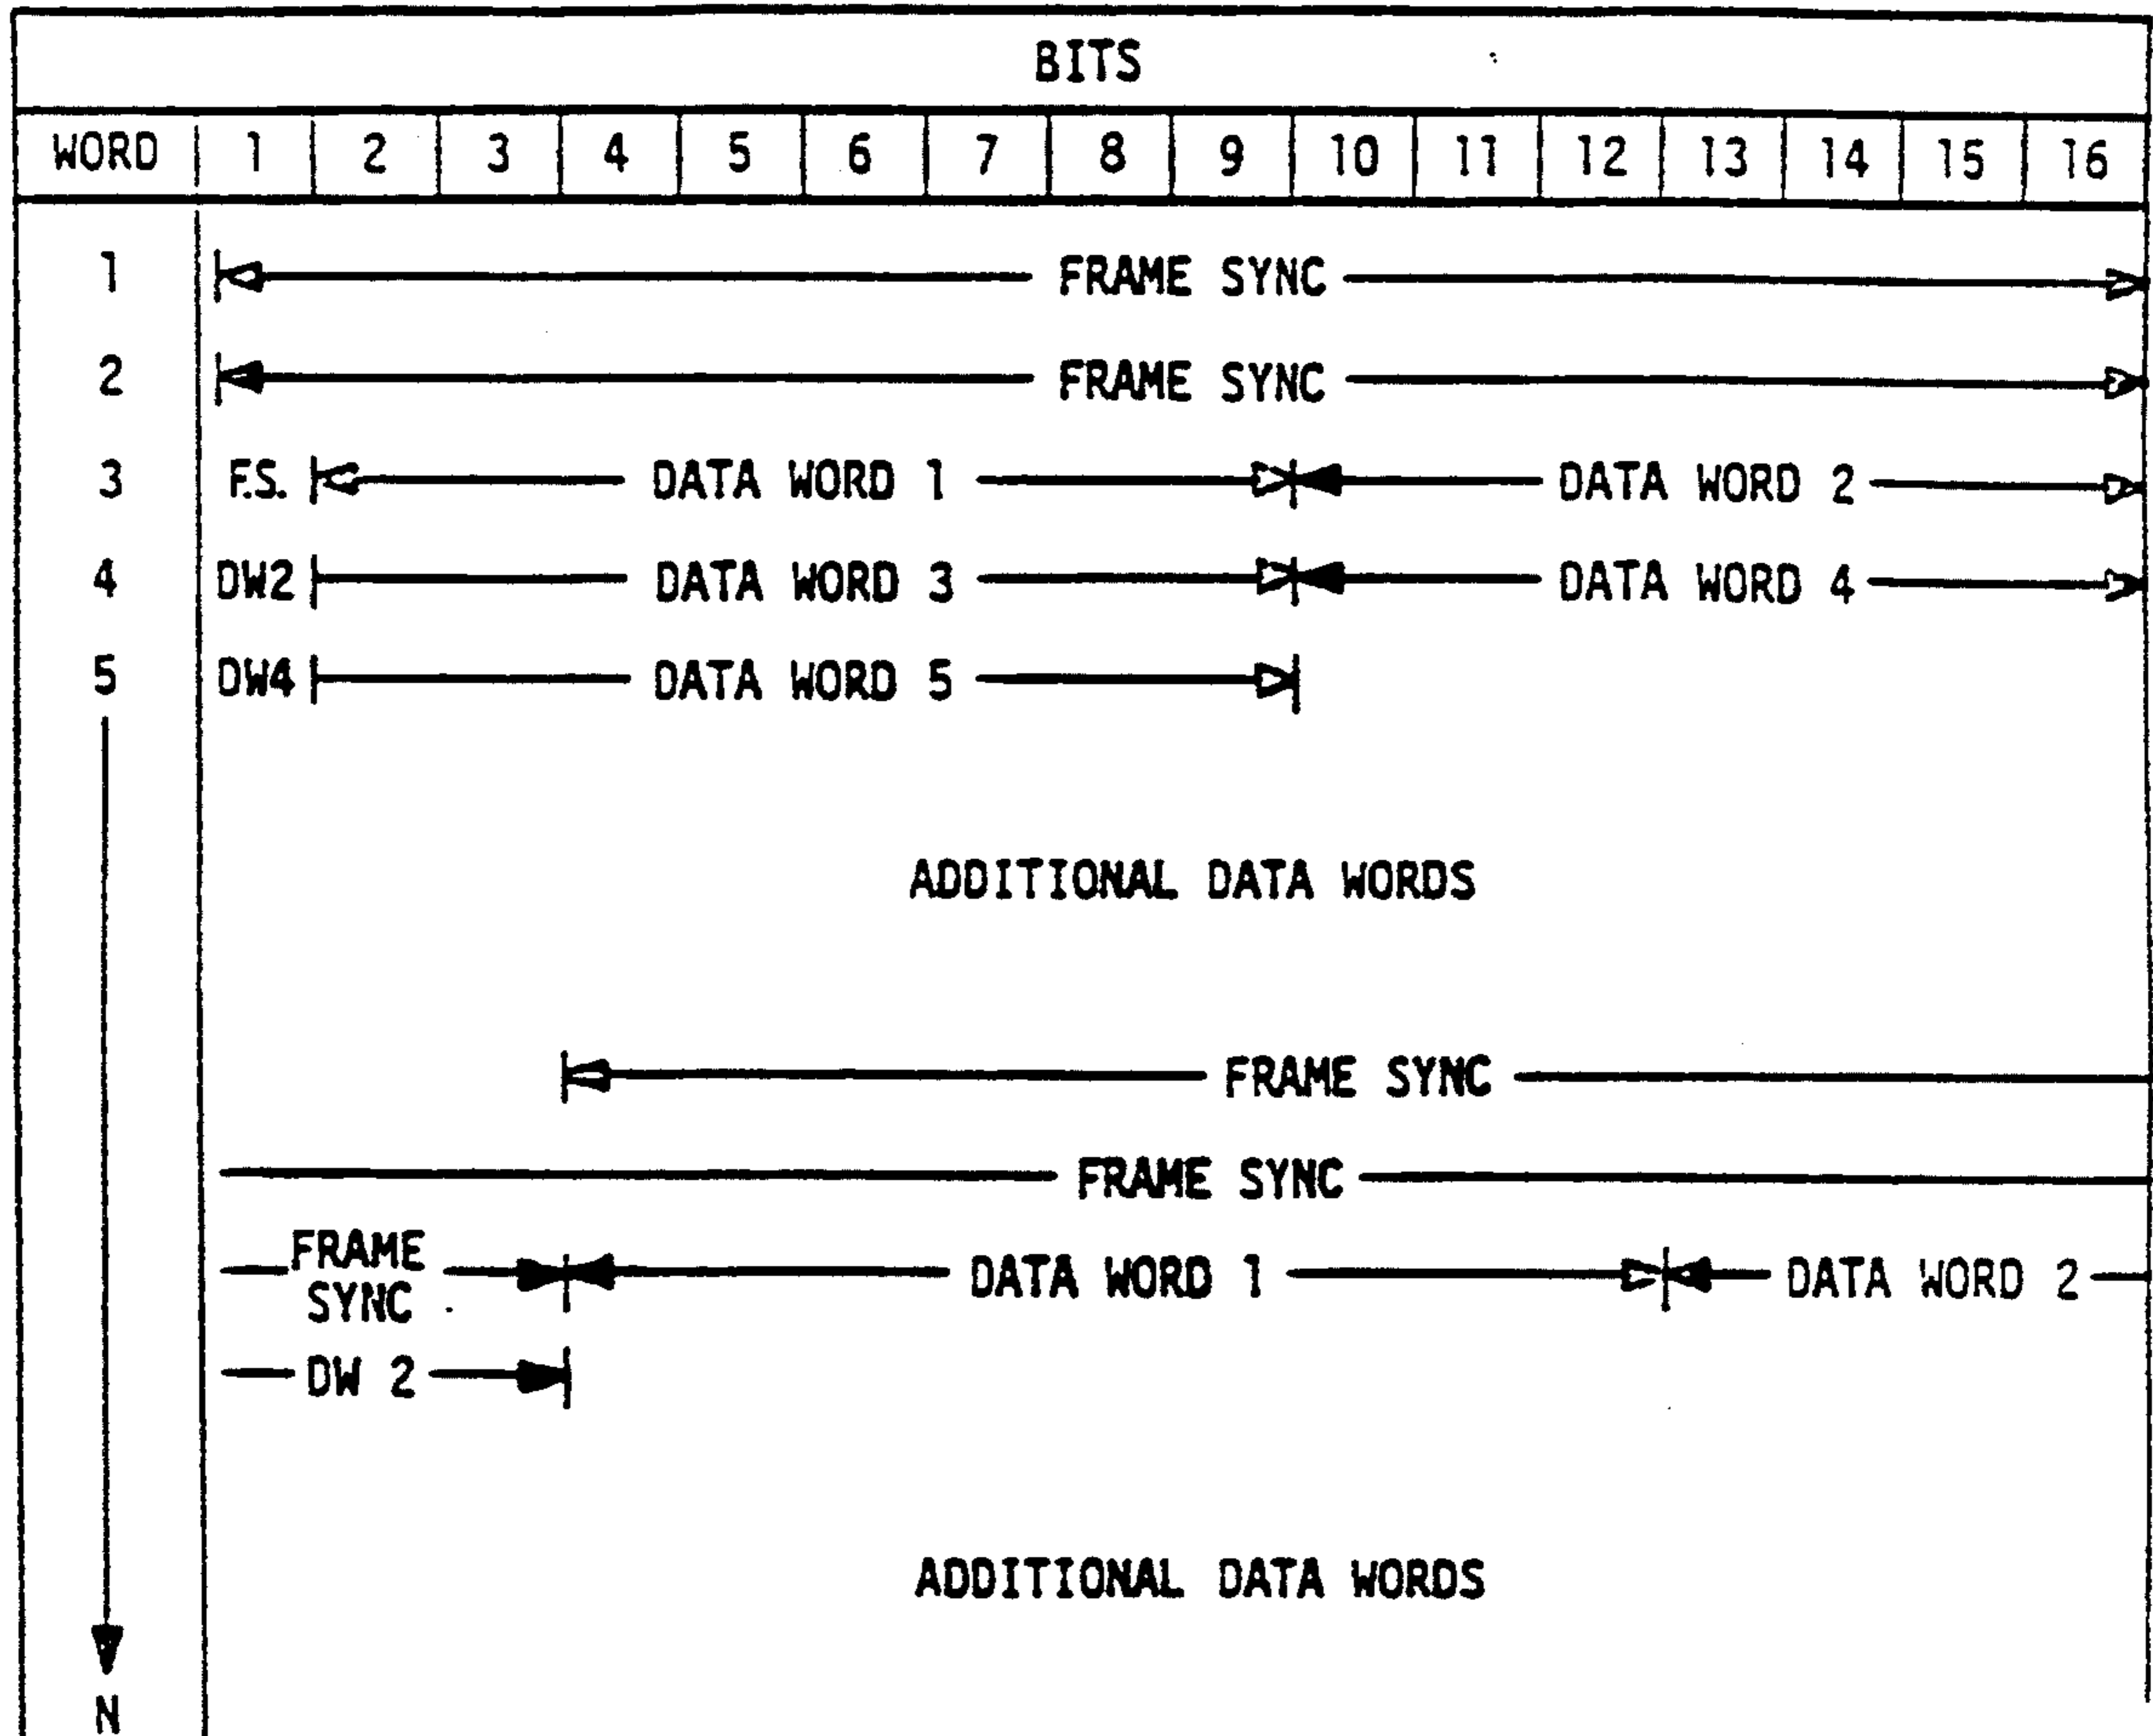 BITS
WORD 1 2 3 4 5 6 7 8 9 10 11 12 13 14 15 16
1 FRAME SYNC
2 FRAME SYNC
3 F.S. DATA WORD 1 DATA WORD 2
4 DW2 DATA WORD 3 DATA WORD 4
5 DW4 DATA WORD 5
ADDITIONAL DATA WORDS
FRAME SYNC
FRAME SYNC
FRAME
SYNC DATA WORD 1 DATA WORD 2
DW 2
ADDITIONAL DATA WORDS
N